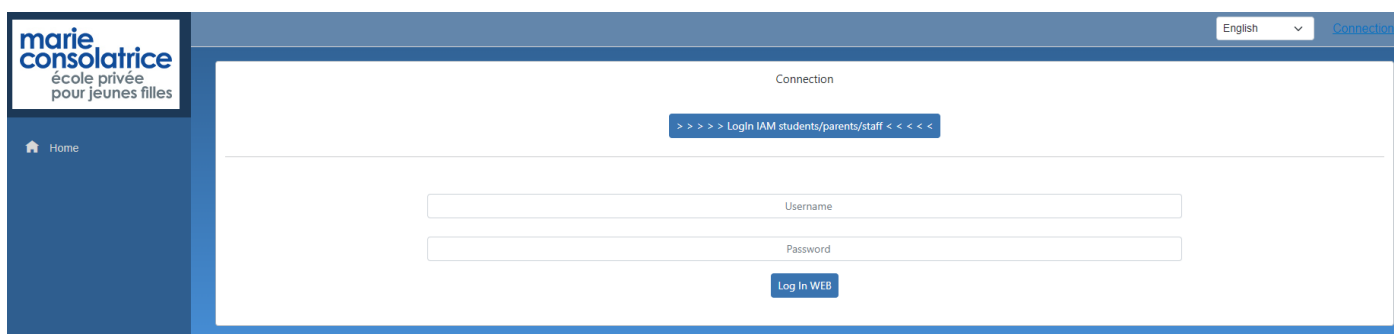 marie
consolatrice
école privée
pour jeunes filles
English
Connection
Home
Connection
> > > > > LogIn IAM students/parents/staff < < < < <
Username
Password
Log In WEB